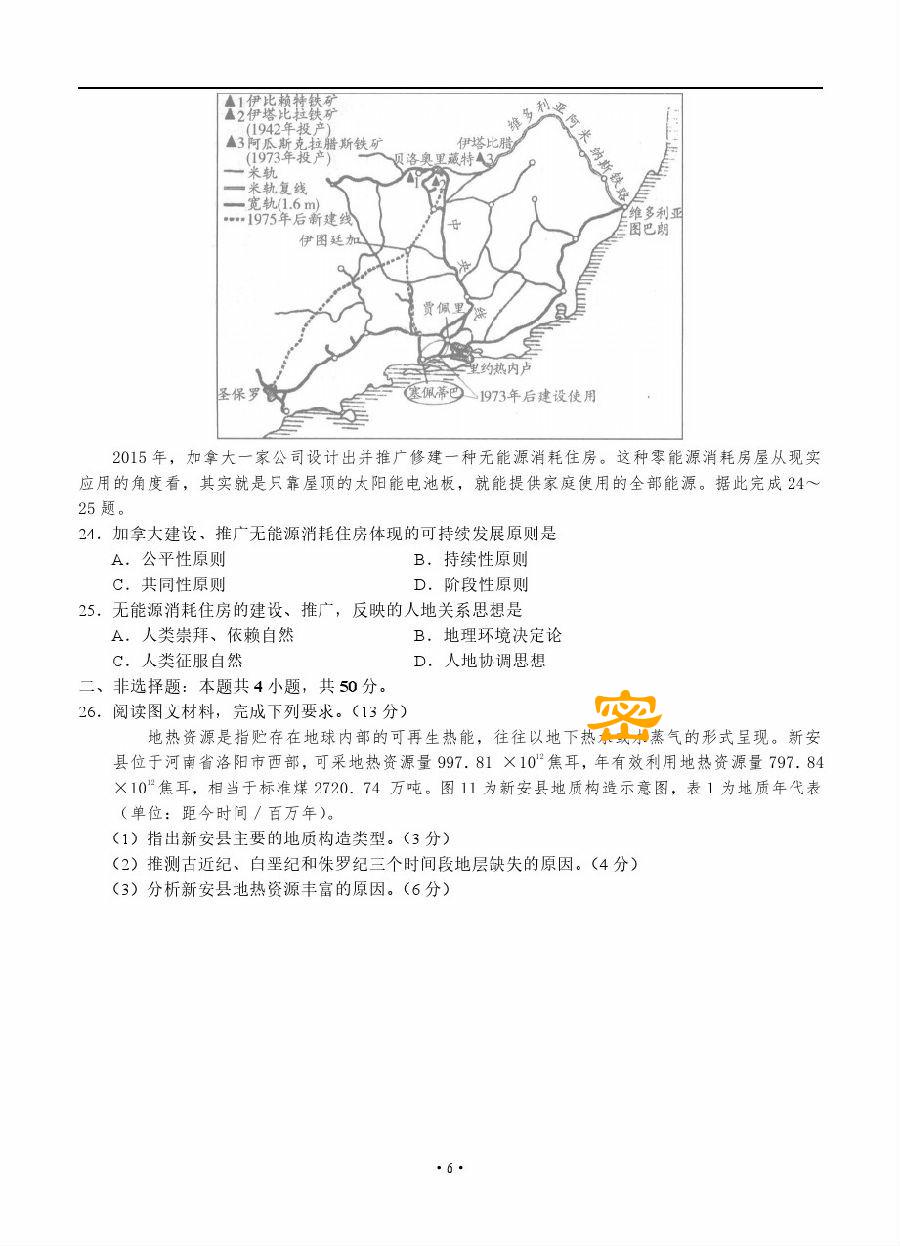 ▲1伊比赖特铁矿
▲2伊塔比拉铁矿
(1942年投产)
▲3阿瓜斯克拉腊斯铁矿
(1973年投产)
米轨
米轨复线
宽轨(1.6 m)
1975年后新建线
维多利亚阿米纳斯铁路
伊塔比腊
贝洛奥里藏特▲3
▲1
▲2
维多利亚
图巴朗
伊图廷加
中央线
贾佩里
里约热内卢
圣保罗
塞佩蒂巴
1973年后建设使用
2015 年，加拿大一家公司设计出并推广修建一种无能源消耗住房。这种零能源消耗房屋从现实
应用的角度看，其实就是只靠屋顶的太阳能电池板，就能提供家庭使用的全部能源。据此完成 24～
25 题。
24．加拿大建设、推广无能源消耗住房体现的可持续发展原则是
A．公平性原则 B．持续性原则
C．共同性原则 D．阶段性原则
25．无能源消耗住房的建设、推广，反映的人地关系思想是
A．人类崇拜、依赖自然 B．地理环境决定论
C．人类征服自然 D．人地协调思想
二、非选择题：本题共 4 小题，共 50 分。
26．阅读图文材料，完成下列要求。（13 分）
密
地热资源是指贮存在地球内部的可再生热能，往往以地下热水或水蒸气的形式呈现。新安
县位于河南省洛阳市西部，可采地热资源量 997．81 ×10¹²焦耳，年有效利用地热资源量 797．84
×10¹²焦耳，相当于标准煤 2720．74 万吨。图 11 为新安县地质构造示意图，表 1 为地质年代表
（单位：距今时间／百万年）。
（1）指出新安县主要的地质构造类型。（3 分）
（2）推测古近纪、白垩纪和侏罗纪三个时间段地层缺失的原因。（4 分）
（3）分析新安县地热资源丰富的原因。（6 分）
·6·